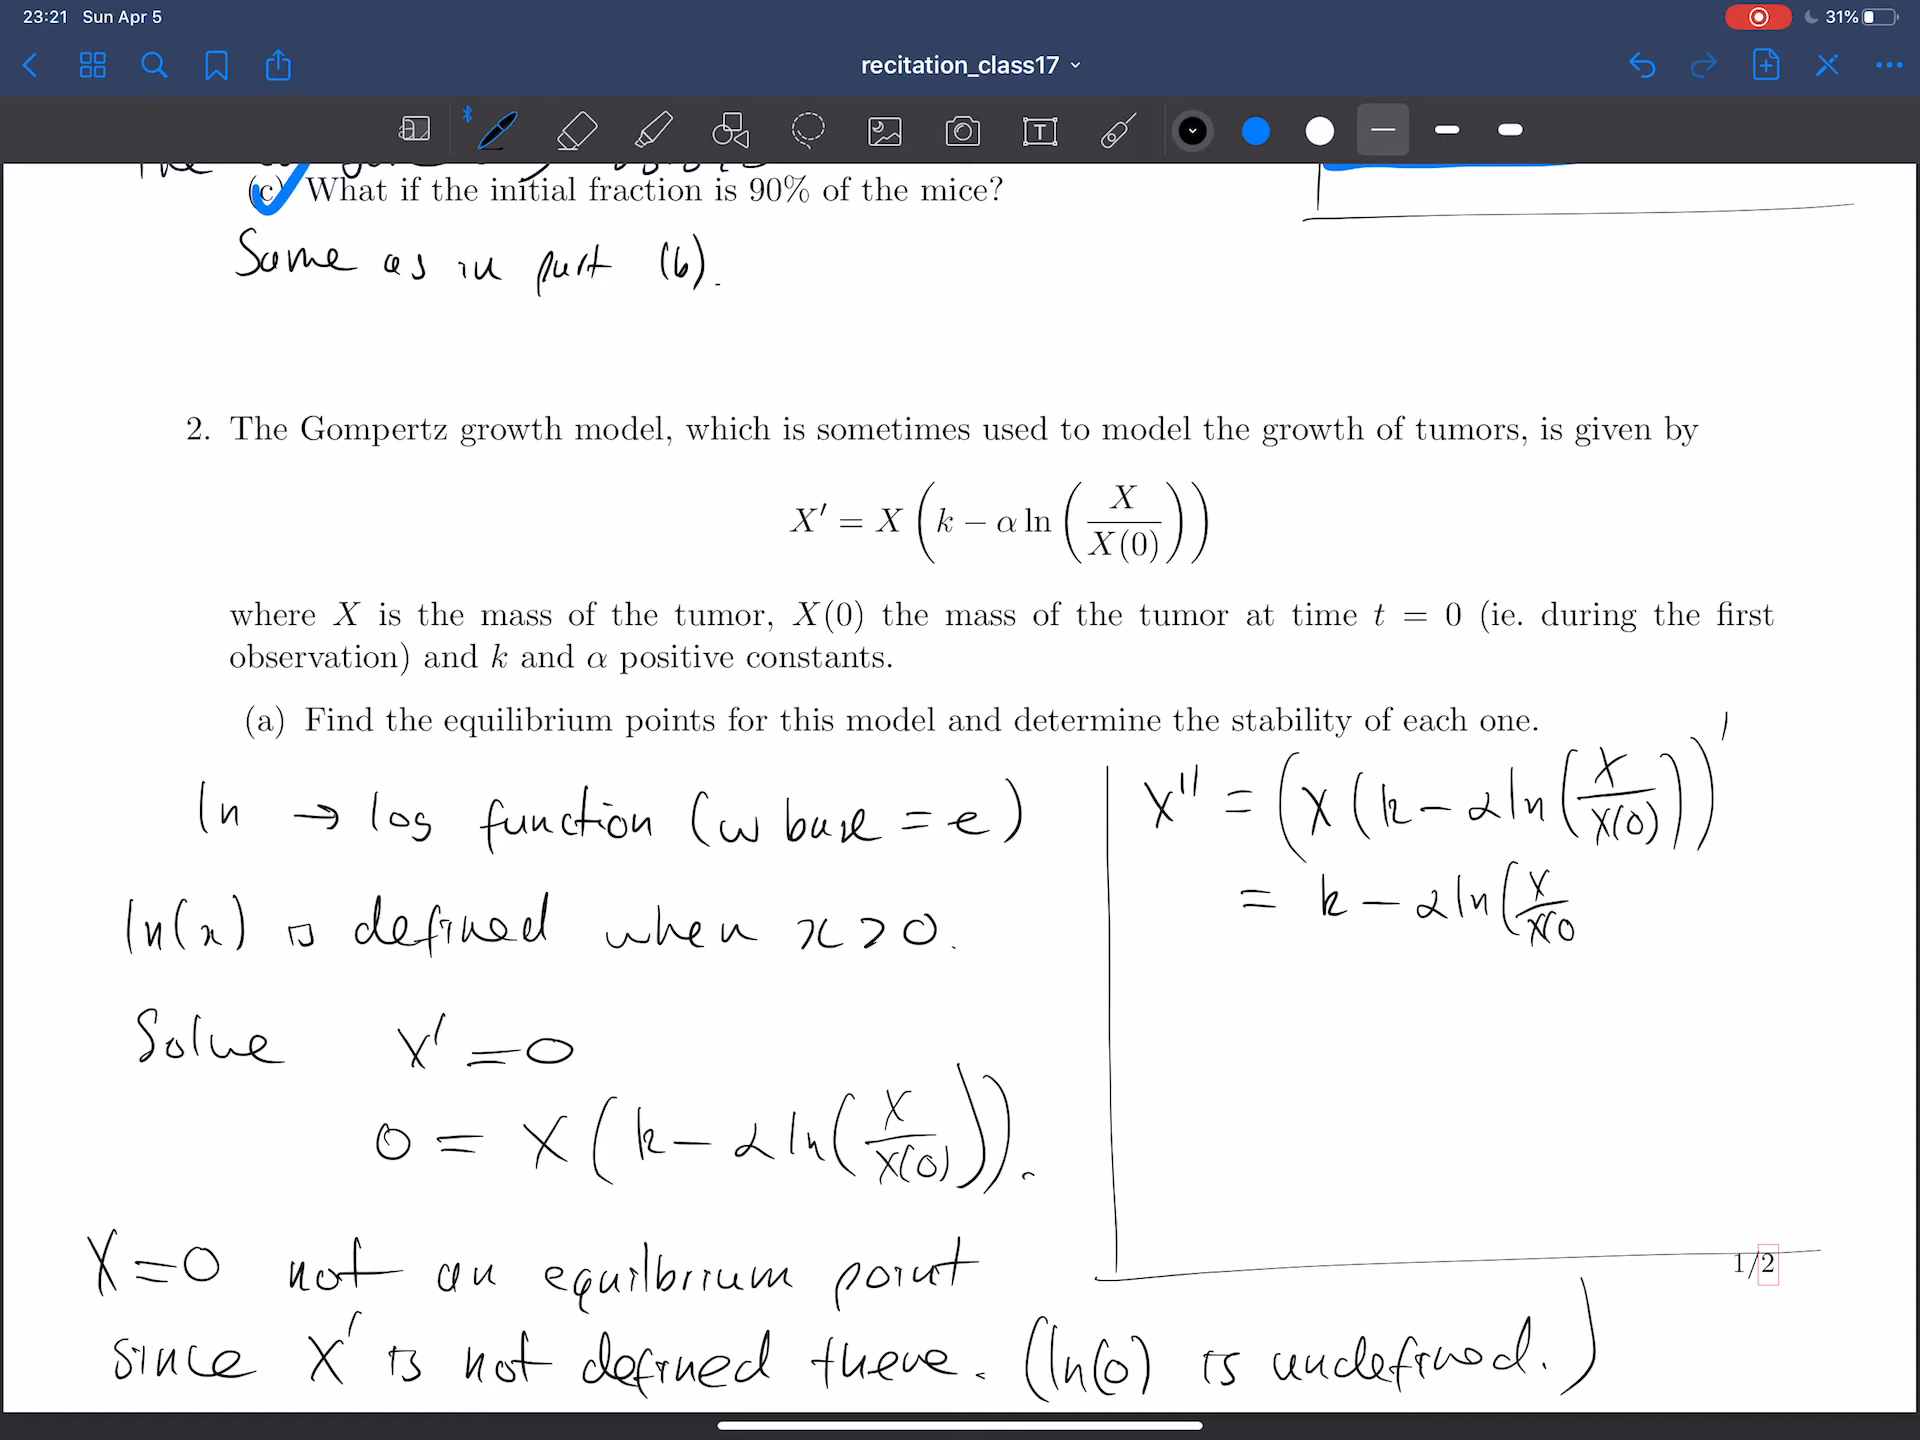 23:21 Sun Apr 5
31%
recitation_class17
T
The
(c) What if the initial fraction is 90% of the mice?
Same as in part (b).
2. The Gompertz growth model, which is sometimes used to model the growth of tumors, is given by
X′ = X (k − α ln (X / X(0)))
where X is the mass of the tumor, X(0) the mass of the tumor at time t = 0 (ie. during the first
observation) and k and α positive constants.
(a) Find the equilibrium points for this model and determine the stability of each one.
ln → log function (w base = e)
ln(x) is defined when x > 0.
Solve X′ = 0
0 = X (k − α ln (X / X(0))).
X = 0 not an equilbrium point
since X′ is not defined there. (ln(0) is undefined.)
X″ = (X (k − α ln (X / X(0))))′
= k − α ln (X / X(0
1/2